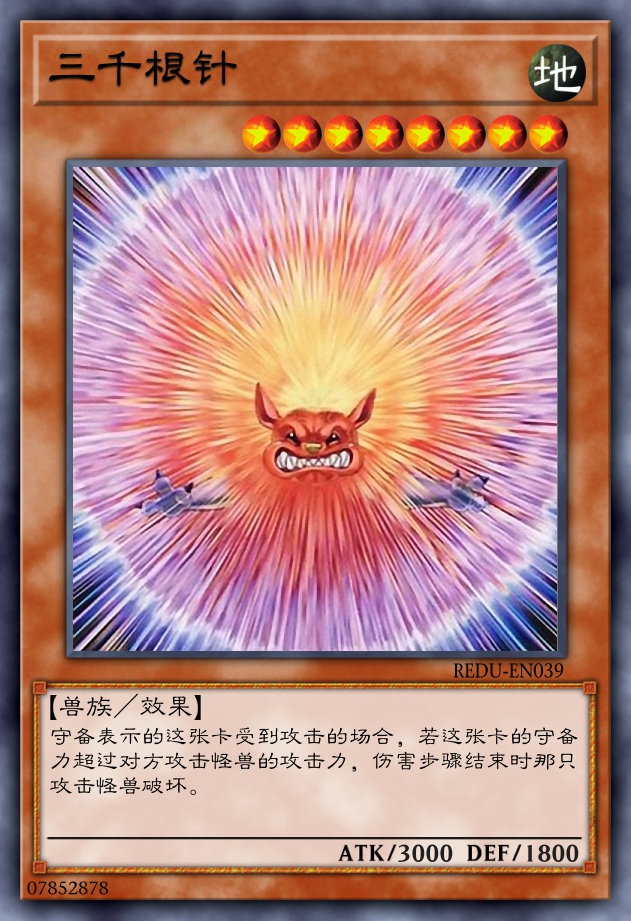 三千根针
地
REDU-EN039
【兽族／效果】
守备表示的这张卡受到攻击的场合，若这张卡的守备
力超过对方攻击怪兽的攻击力，伤害步骤结束时那只
攻击怪兽破坏。
ATK/3000 DEF/1800
07852878